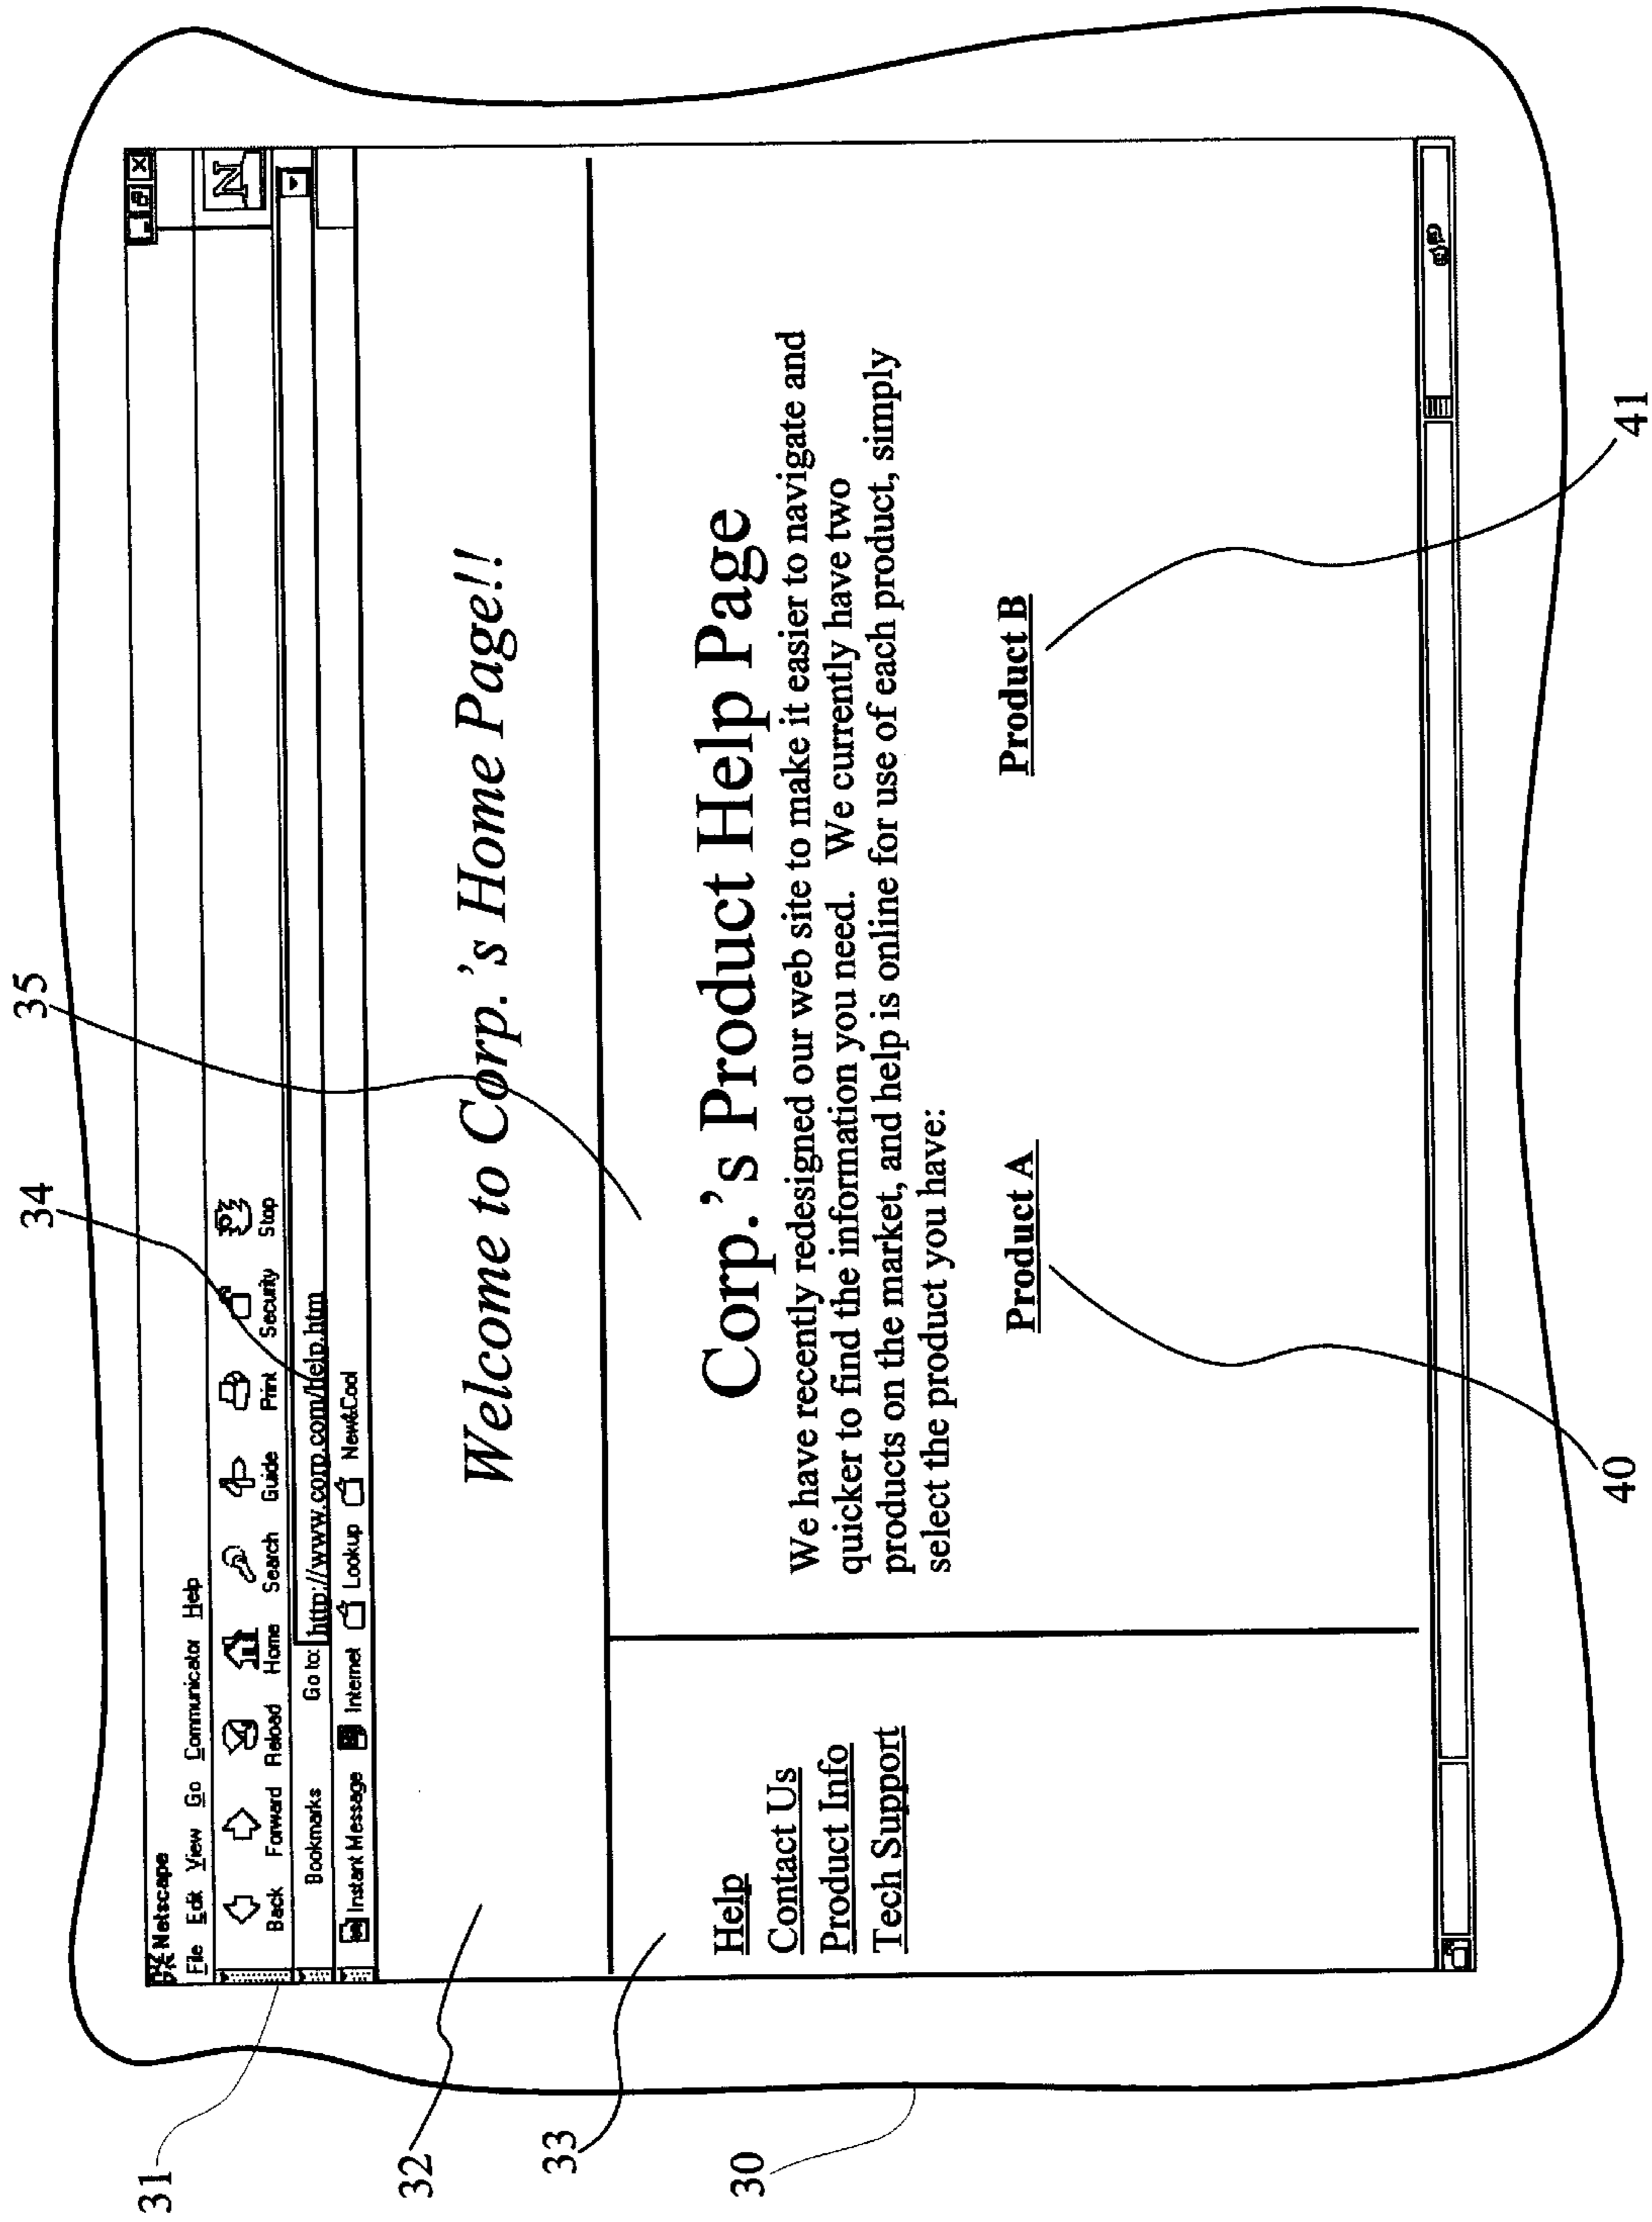 35
34
31
Netscape
File Edit View Go Communicator Help
N
Back Forward Reload Home Search Guide Print Security Stop
Bookmarks Go to: http://www.corp.com/help.htm
Instant Message Internet Lookup New&Cool
32
Welcome to Corp.'s Home Page!!
33
Help
Contact Us
Product Info
Tech Support
Corp.'s Product Help Page
We have recently redesigned our web site to make it easier to navigate and
quicker to find the information you need. We currently have two
products on the market, and help is online for use of each product, simply
select the product you have:
Product A Product B
30
40
41